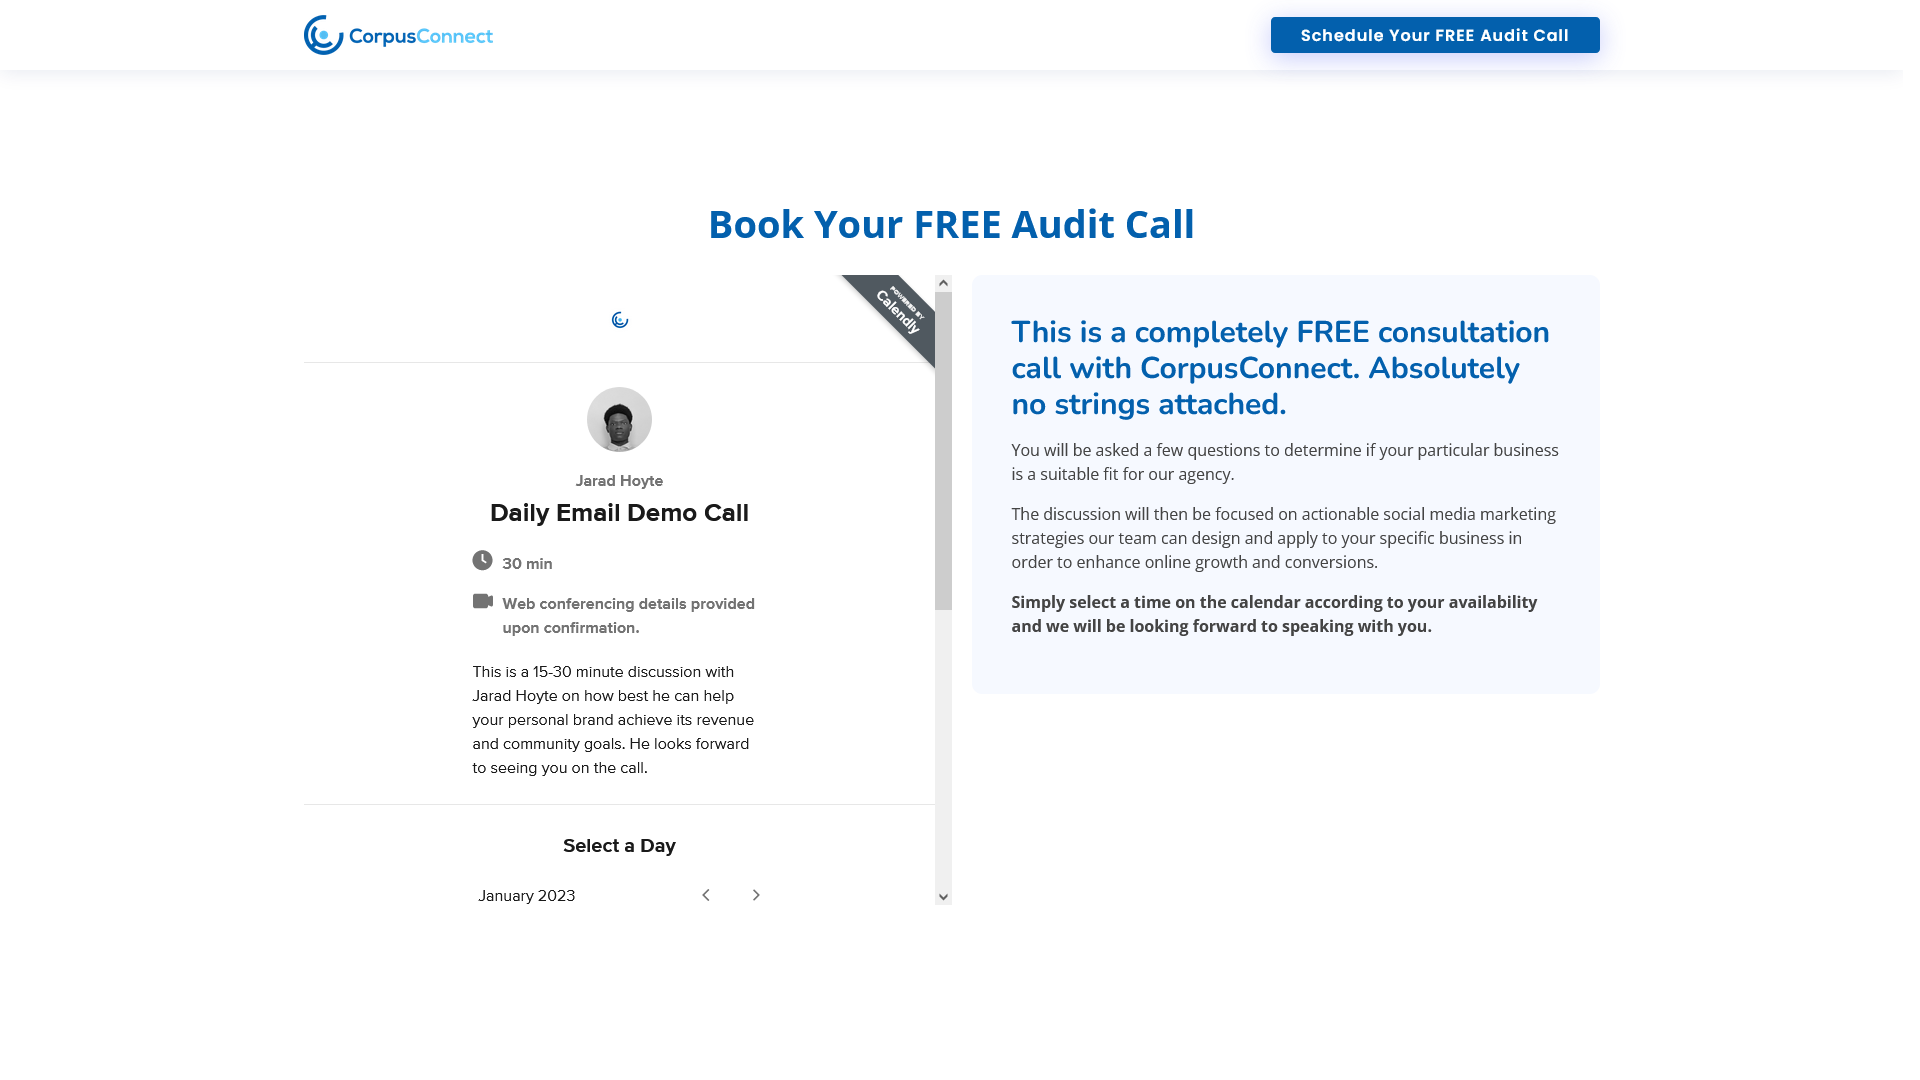 CorpusConnect
Schedule Your FREE Audit Call
Book Your FREE Audit Call
POWERED BY
Calendly
Jarad Hoyte
Daily Email Demo Call
30 min
Web conferencing details provided
upon confirmation.
This is a 15-30 minute discussion with
Jarad Hoyte on how best he can help
your personal brand achieve its revenue
and community goals. He looks forward
to seeing you on the call.
Select a Day
January 2023
This is a completely FREE consultation
call with CorpusConnect. Absolutely
no strings attached.
You will be asked a few questions to determine if your particular business
is a suitable fit for our agency.
The discussion will then be focused on actionable social media marketing
strategies our team can design and apply to your specific business in
order to enhance online growth and conversions.
Simply select a time on the calendar according to your availability
and we will be looking forward to speaking with you.